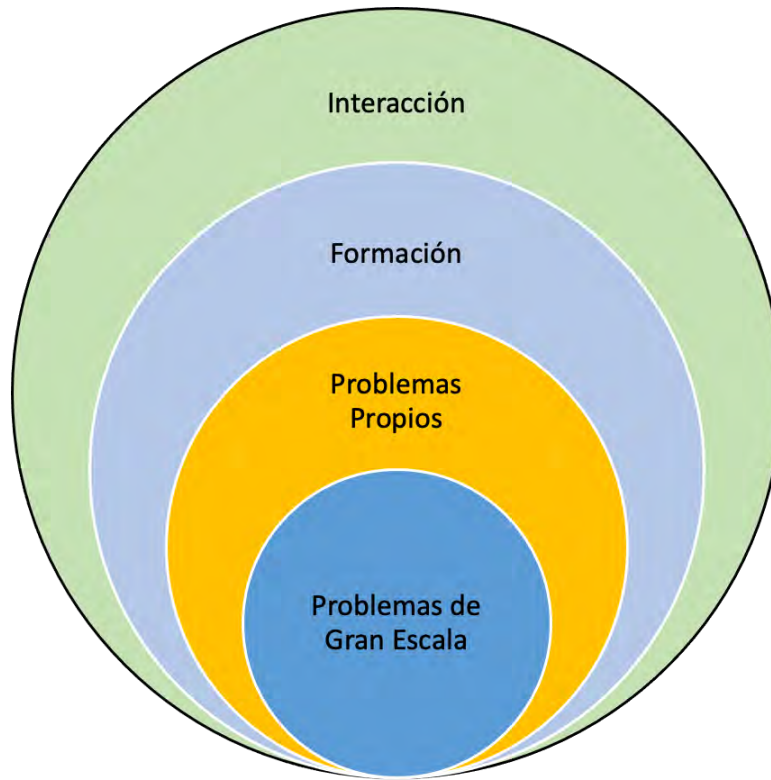 Interacción
Formación
Problemas
Propios
Problemas de
Gran Escala